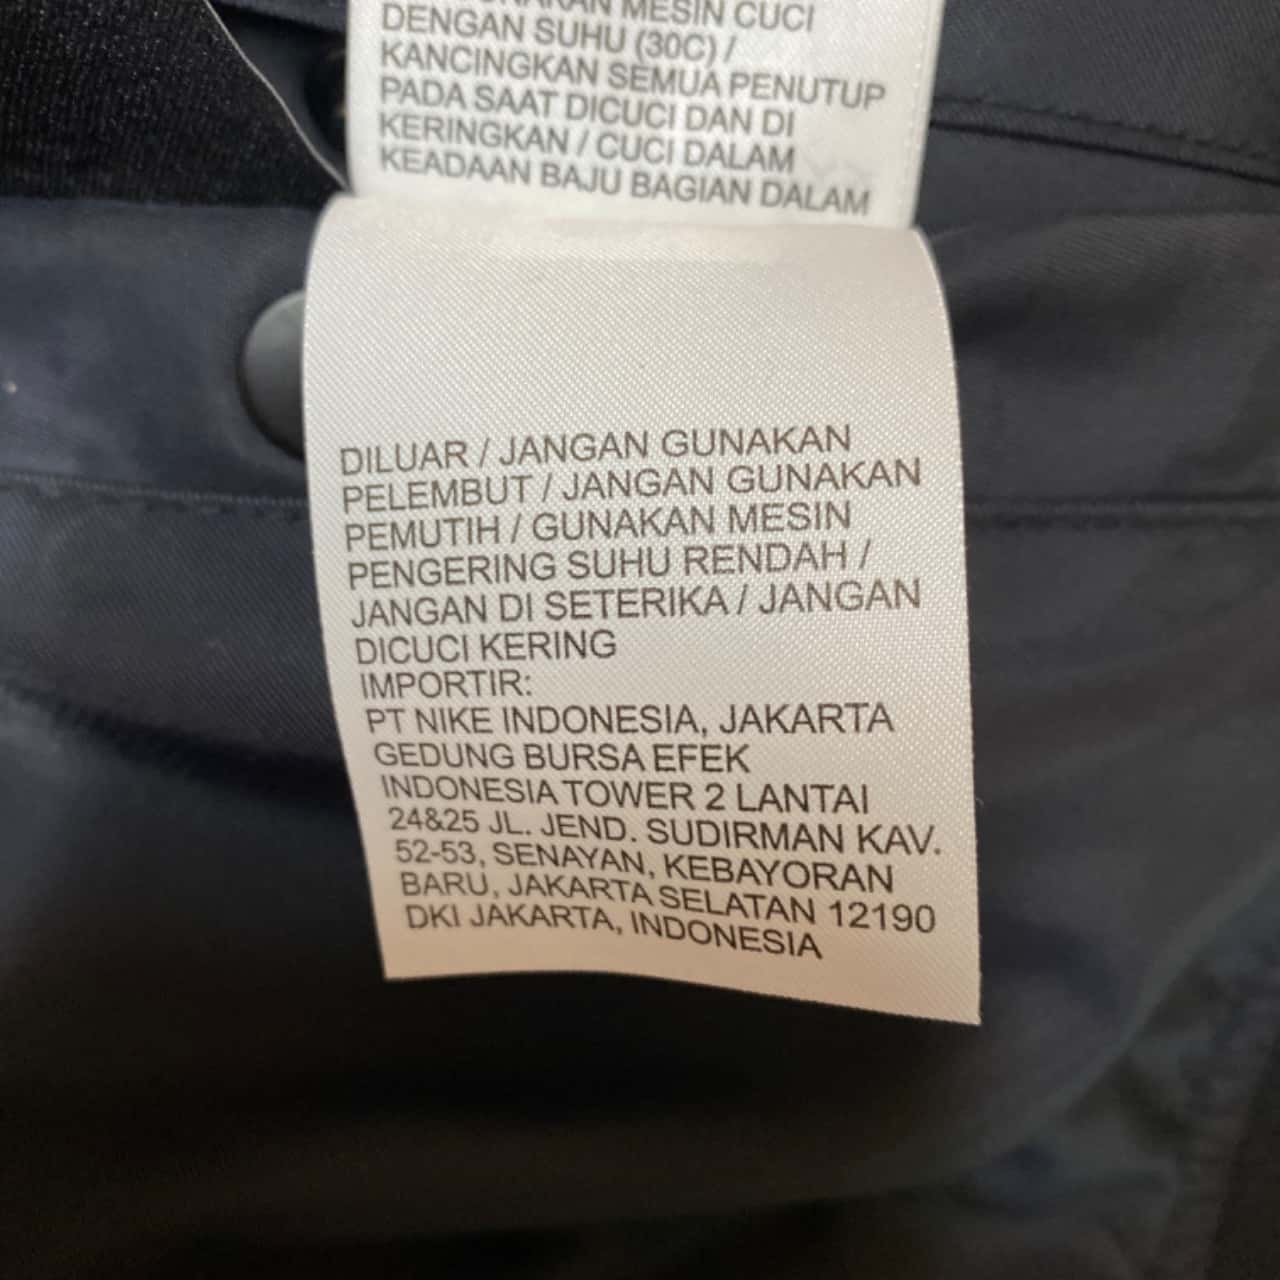 MESIN CUCI
DENGAN SUHU (30C) /
KANCINGKAN SEMUA PENUTUP
PADA SAAT DICUCI DAN DI
KERINGKAN / CUCI DALAM
KEADAAN BAJU BAGIAN DALAM
DILUAR / JANGAN GUNAKAN
PELEMBUT / JANGAN GUNAKAN
PEMUTIH / GUNAKAN MESIN
PENGERING SUHU RENDAH /
JANGAN DI SETERIKA / JANGAN
DICUCI KERING
IMPORTIR:
PT NIKE INDONESIA, JAKARTA
GEDUNG BURSA EFEK
INDONESIA TOWER 2 LANTAI
24&25 JL. JEND. SUDIRMAN KAV.
52-53, SENAYAN, KEBAYORAN
BARU, JAKARTA SELATAN 12190
DKI JAKARTA, INDONESIA